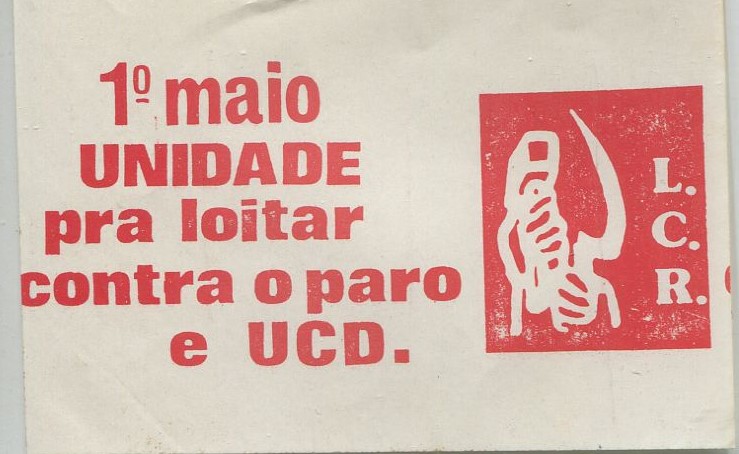 1º maio
UNIDADE
pra loitar
contra o paro
e UCD.
L.
C.
R.